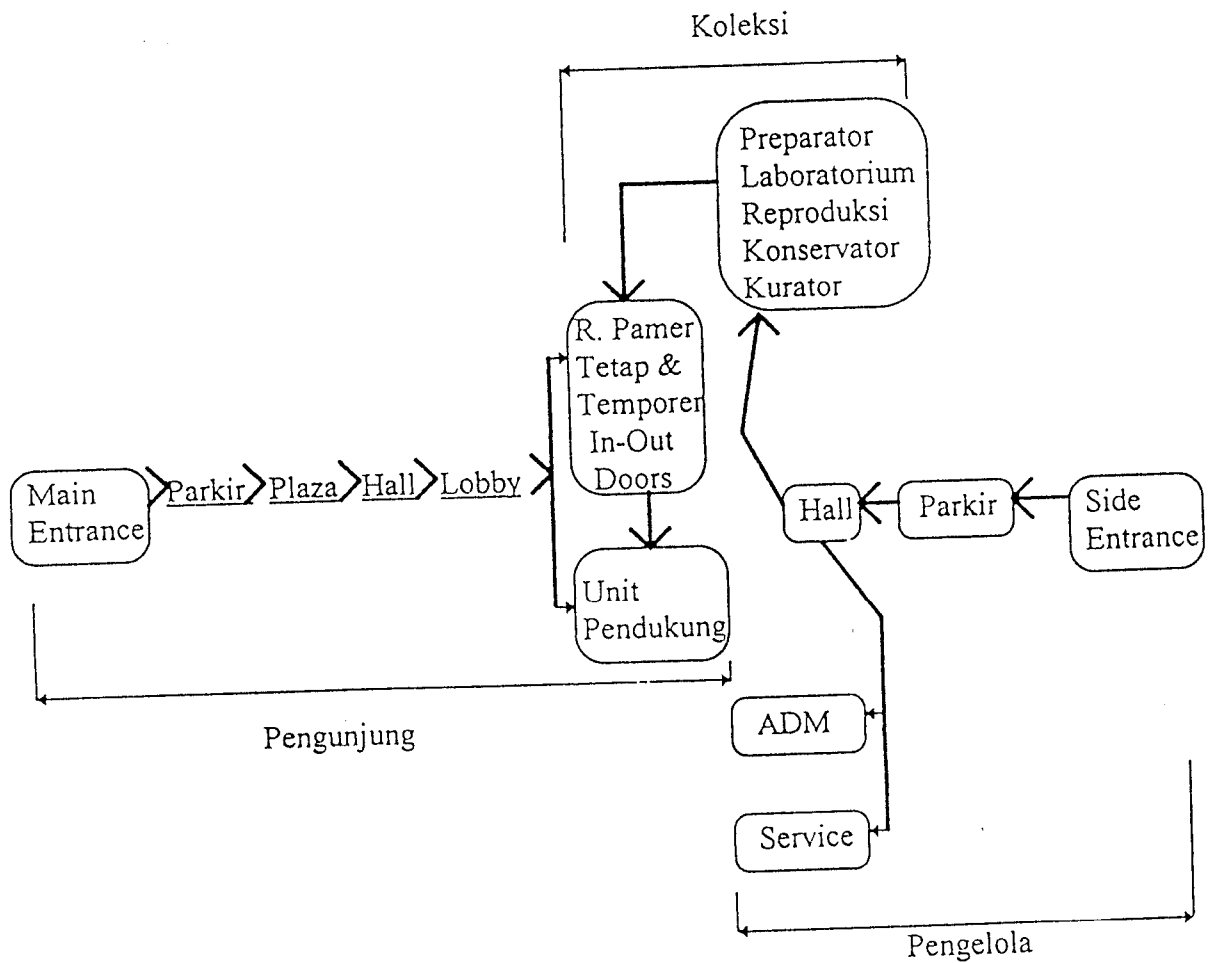 Koleksi
Preparator
Laboratorium
Reproduksi
Konservator
Kurator
R. Pamer
Tetap &
Temporer
In-Out
Doors
Main
Entrance
Parkir
Plaza
Hall
Lobby
Unit
Pendukung
Hall
Parkir
Side
Entrance
Pengunjung
ADM
Service
Pengelola